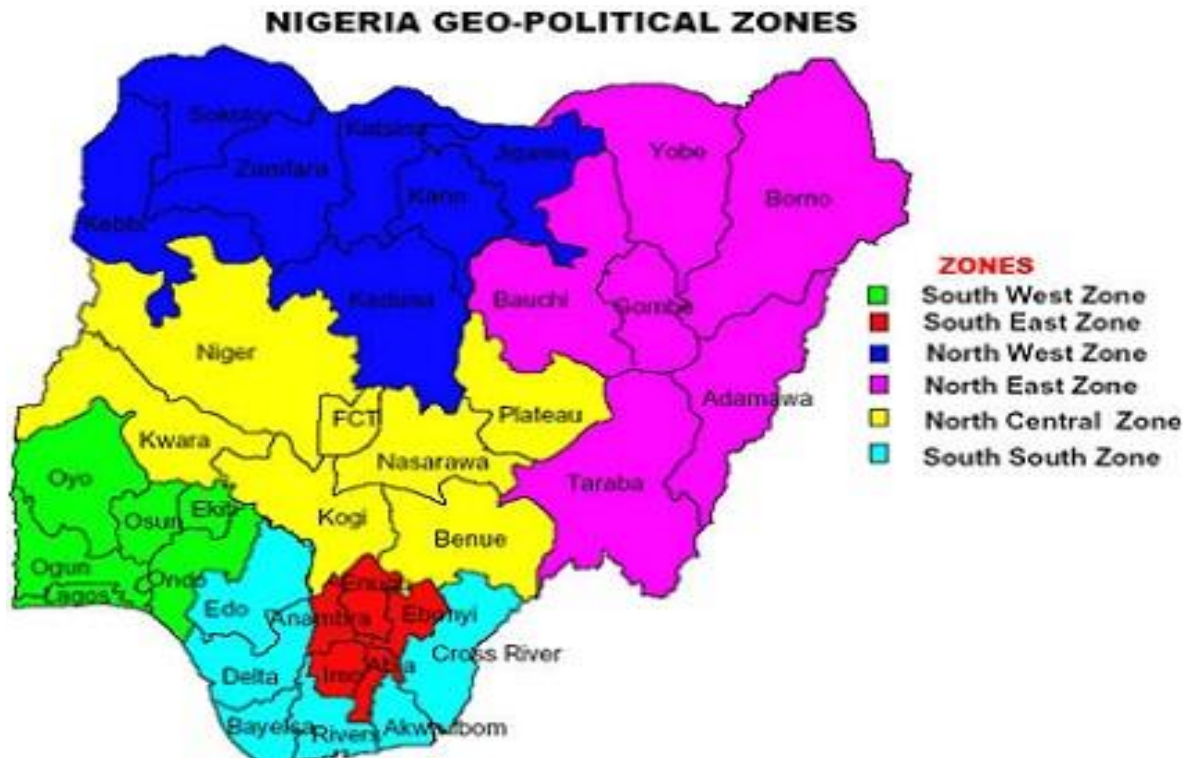 NIGERIA GEO-POLITICAL ZONES
Sokoto
Katsina
Jigawa
Yobe
Zamfara
Kano
Borno
Kebbi
Kaduna
Bauchi
Gombe
ZONES
South West Zone
South East Zone
North West Zone
North East Zone
North Central Zone
South South Zone
Niger
Adamawa
FCT
Plateau
Kwara
Nasarawa
Oyo
Taraba
Osun
Ekiti
Kogi
Benue
Ogun
Ondo
Lagos
Enugu
Edo
Anambra
Ebonyi
Cross River
Delta
Imo
Abia
Bayelsa
Rivers
Akwa Ibom